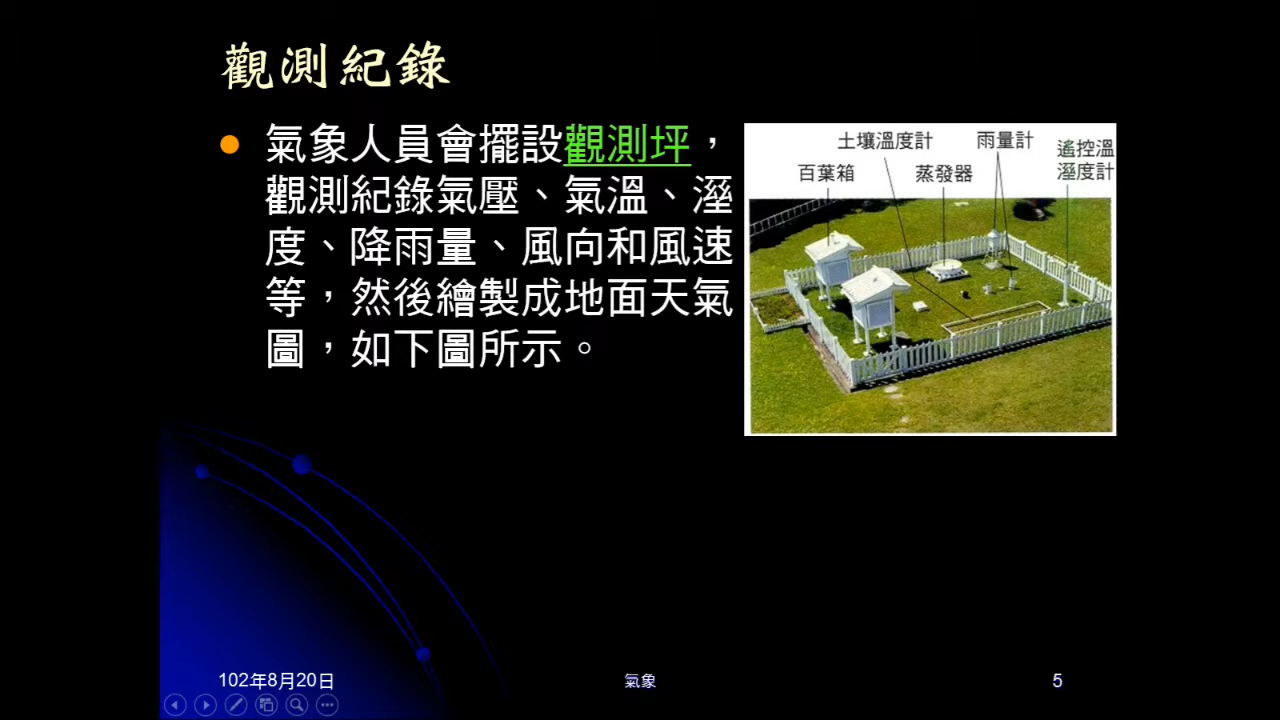 觀測紀錄
氣象人員會擺設觀測坪，
觀測紀錄氣壓、氣溫、溼
度、降雨量、風向和風速
等，然後繪製成地面天氣
圖，如下圖所示。
土壤溫度計
雨量計
遙控溫
溼度計
百葉箱
蒸發器
102年8月20日
氣象
5